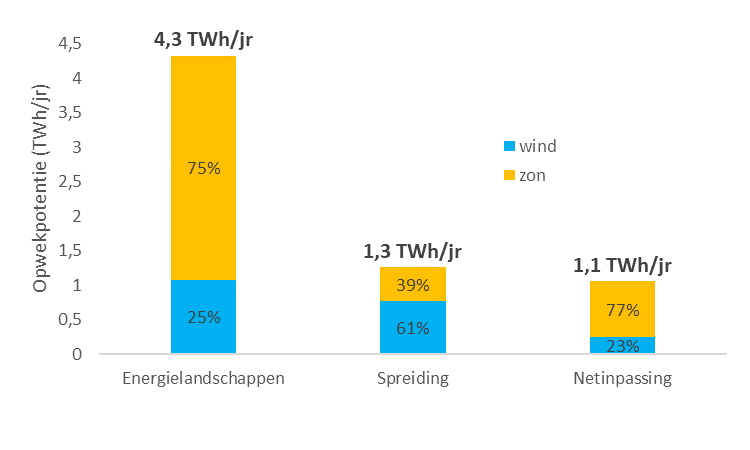 4,3 TWh/jr
4,5
4
3,5
3
2,5
2
1,5
1
0,5
0
Opwekpotentie (TWh/jr)
75%
25%
wind
zon
1,3 TWh/jr
39%
61%
1,1 TWh/jr
77%
23%
Energielandschappen
Spreiding
Netinpassing